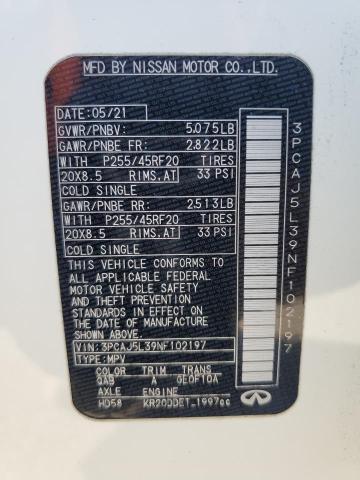 MFD BY NISSAN MOTOR CO., LTD.
DATE: 05/21
GVWR/PNBV: 5,075LB
GAWR/PNBE FR: 2,822LB
WITH P255/45RF20 TIRES
20X8.5 RIMS.AT 33 PSI
COLD SINGLE
GAWR/PNBE RR: 2,513LB
WITH P255/45RF20 TIRES
20X8.5 RIMS.AT 33 PSI
COLD SINGLE
THIS VEHICLE CONFORMS TO
ALL APPLICABLE FEDERAL
MOTOR VEHICLE SAFETY
AND THEFT PREVENTION
STANDARDS IN EFFECT ON
THE DATE OF MANUFACTURE
SHOWN ABOVE.
VIN: 3PCAJ5L39NF102197
TYPE: MPV
COLOR TRIM TRANS
QAB A GE0F10A
AXLE ENGINE
HD58 KR20DDET 1997cc
3PCAJ5L39NF102197